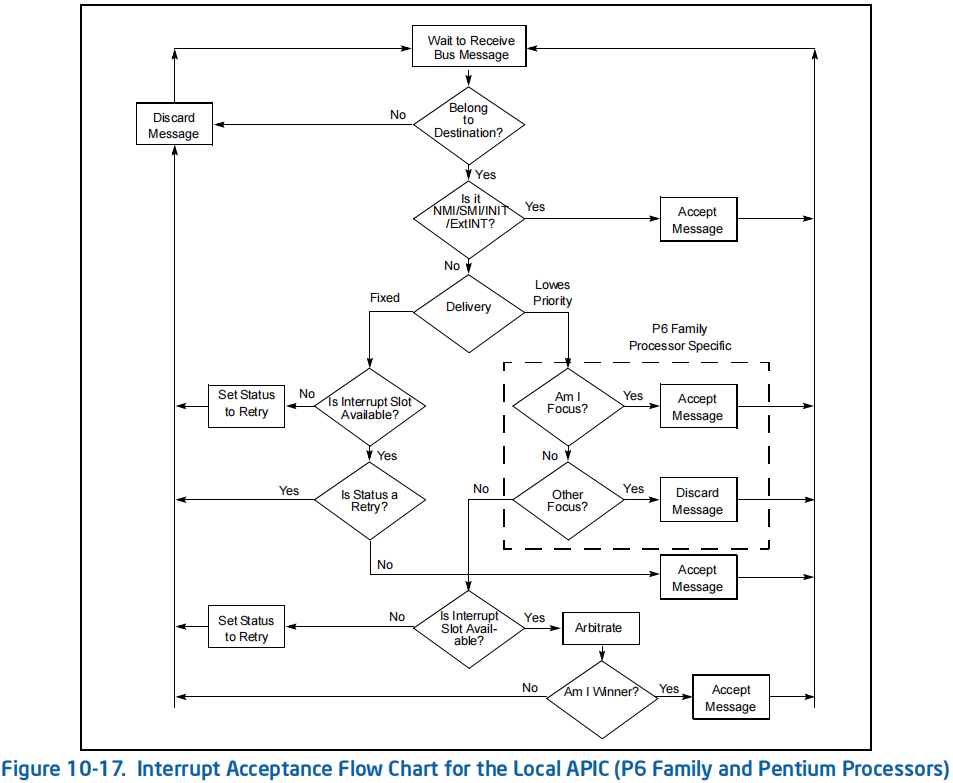 Wait to Receive
Bus Message
Belong
to
Destination?
No
Discard
Message
Yes
Is it
NMI/SMI/INIT
/ExtINT?
Yes
Accept
Message
No
Delivery
Fixed
Lowes
Priority
P6 Family
Processor Specific
Set Status
to Retry
No
Is Interrupt Slot
Available?
Am I
Focus?
Yes
Accept
Message
Yes
No
Yes
Is Status a
Retry?
No
Other
Focus?
Yes
Discard
Message
No
Accept
Message
Set Status
to Retry
No
Is Interrupt
Slot Avail-
able?
Yes
Arbitrate
No
Am I Winner?
Yes
Accept
Message
Figure 10-17. Interrupt Acceptance Flow Chart for the Local APIC (P6 Family and Pentium Processors)